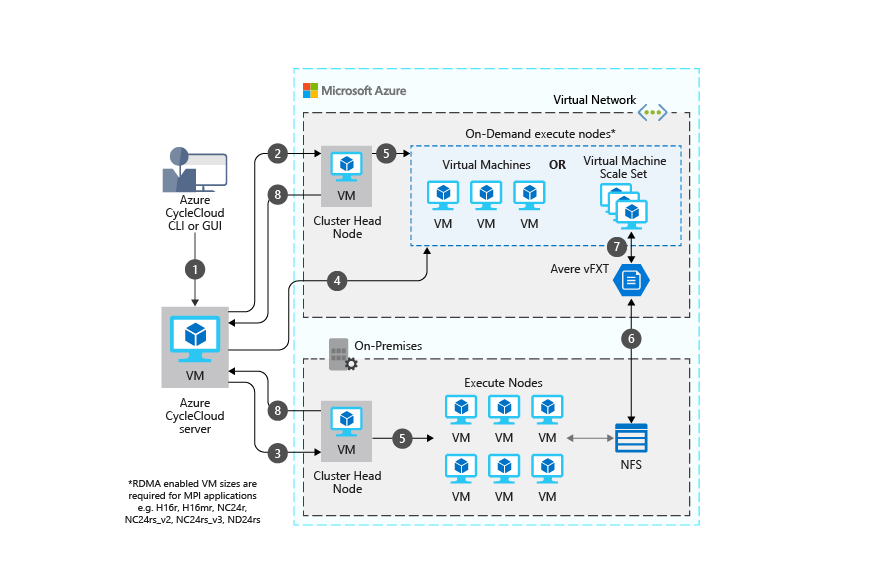 Microsoft Azure
Virtual Network
On-Demand execute nodes*
2
5
Virtual Machines
OR
Virtual Machine
Scale Set
8
VM
VM
VM
VM
Cluster Head
Node
Azure
CycleCloud
CLI or GUI
7
Avere vFXT
1
4
6
On-Premises
VM
Azure
CycleCloud
server
Execute Nodes
8
5
VM
VM
VM
VM
3
NFS
Cluster Head
Node
VM
VM
VM
*RDMA enabled VM sizes are
required for MPI applications
e.g. H16r, H16mr, NC24r,
NC24rs_v2, NC24rs_v3, ND24rs